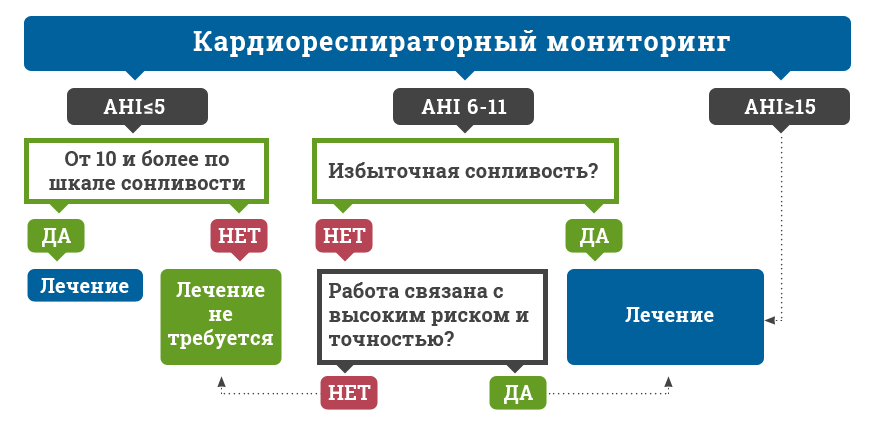 Кардиореспираторный мониторинг
AHI≤5
AHI 6-11
AHI≥15
От 10 и более по
шкале сонливости
Избыточная сонливость?
ДА
НЕТ
НЕТ
ДА
Лечение
Лечение
не
требуется
Работа связана с
высоким риском и
точностью?
Лечение
НЕТ
ДА